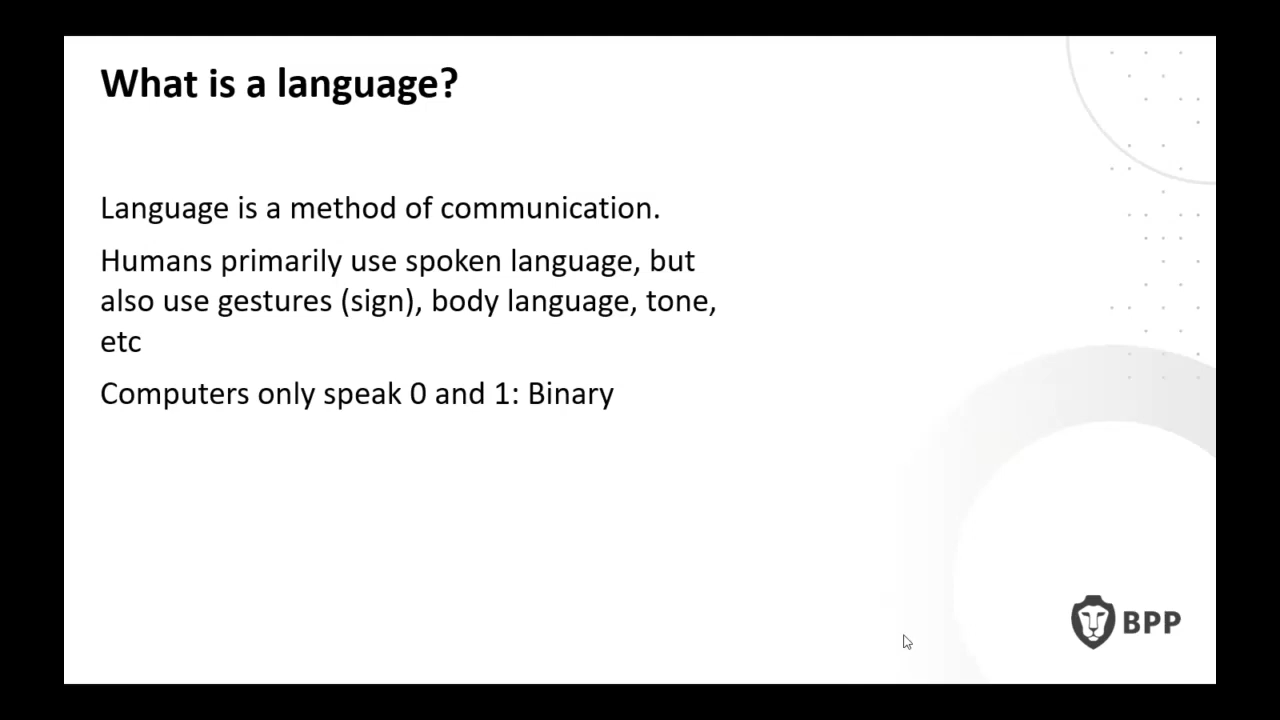 What is a language?
Language is a method of communication.
Humans primarily use spoken language, but
also use gestures (sign), body language, tone,
etc
Computers only speak 0 and 1: Binary
BPP